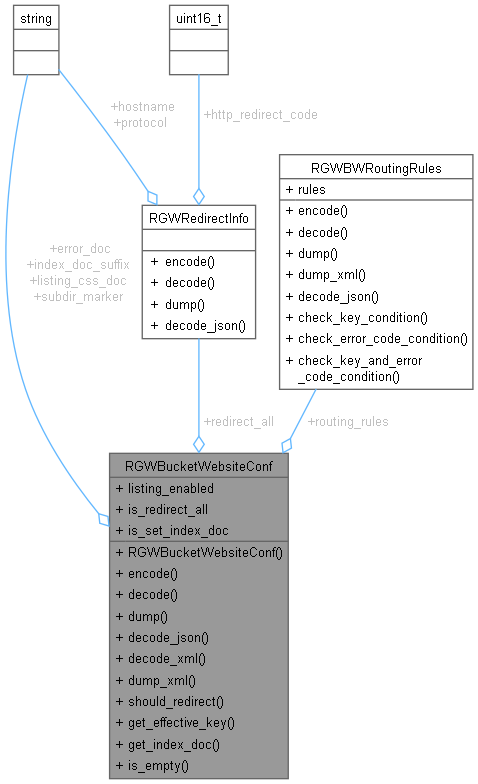 string
uint16_t
+hostname
+protocol
+http_redirect_code
RGWBWRoutingRules
+ rules
+ encode()
+ decode()
+ dump()
+ dump_xml()
+ decode_json()
+ check_key_condition()
+ check_error_code_condition()
+ check_key_and_error
_code_condition()
RGWRedirectInfo
+ encode()
+ decode()
+ dump()
+ decode_json()
+error_doc
+index_doc_suffix
+listing_css_doc
+subdir_marker
+redirect_all
+routing_rules
RGWBucketWebsiteConf
+ listing_enabled
+ is_redirect_all
+ is_set_index_doc
+ RGWBucketWebsiteConf()
+ encode()
+ decode()
+ dump()
+ decode_json()
+ decode_xml()
+ dump_xml()
+ should_redirect()
+ get_effective_key()
+ get_index_doc()
+ is_empty()